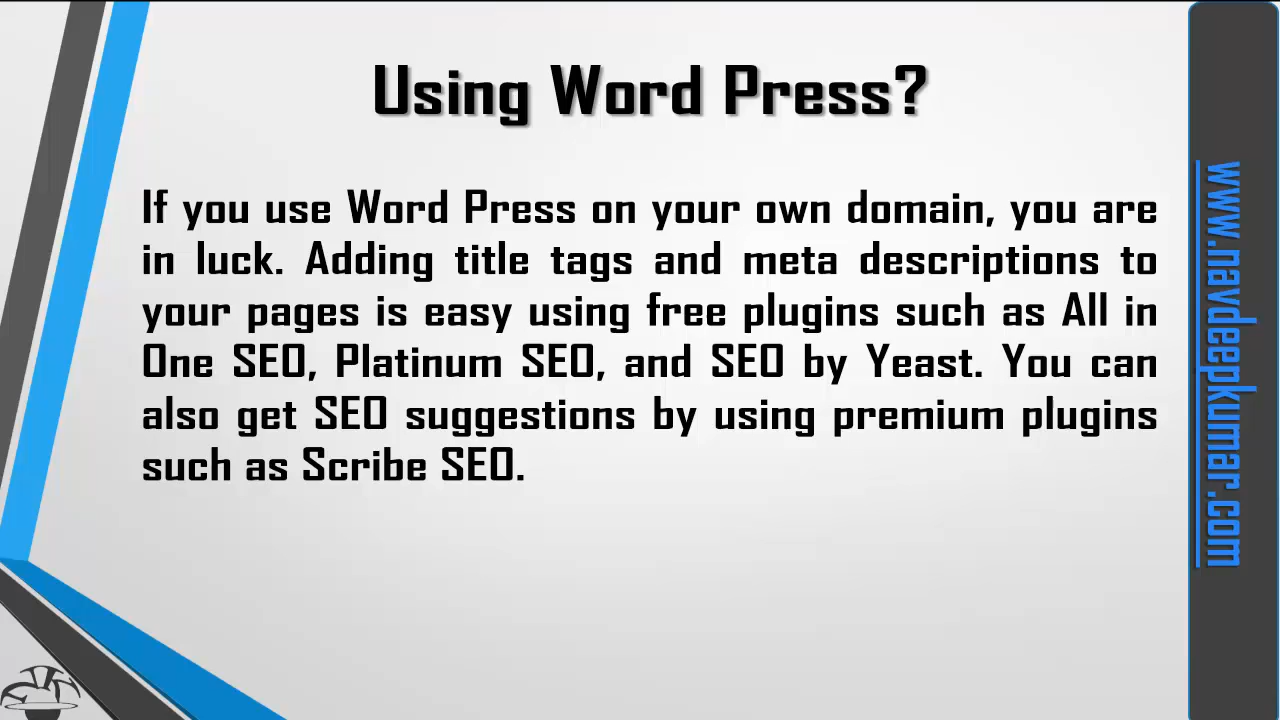 Using Word Press?
If you use Word Press on your own domain, you are
in luck. Adding title tags and meta descriptions to
your pages is easy using free plugins such as All in
One SEO, Platinum SEO, and SEO by Yeast. You can
also get SEO suggestions by using premium plugins
such as Scribe SEO.
www.navdeepkumar.com